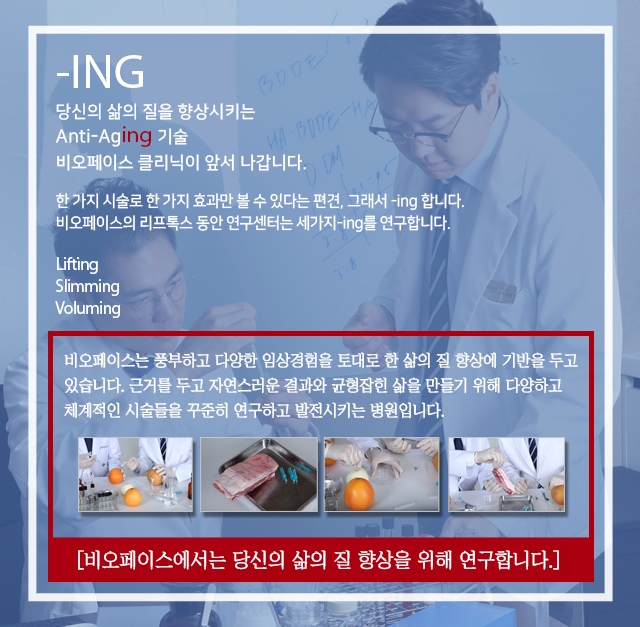 -ING
당신의 삶의 질을 향상시키는
Anti-Aging 기술
비오페이스 클리닉이 앞서 나갑니다.
한 가지 시술로 한 가지 효과만 볼 수 있다는 편견, 그래서 -ing 합니다.
비오페이스의 리프톡스 동안 연구센터는 세가지-ing를 연구합니다.
Lifting
Slimming
Voluming
비오페이스는 풍부하고 다양한 임상경험을 토대로 한 삶의 질 향상에 기반을 두고
있습니다. 근거를 두고 자연스러운 결과와 균형잡힌 삶을 만들기 위해 다양하고
체계적인 시술들을 꾸준히 연구하고 발전시키는 병원입니다.
[비오페이스에서는 당신의 삶의 질 향상을 위해 연구합니다.]